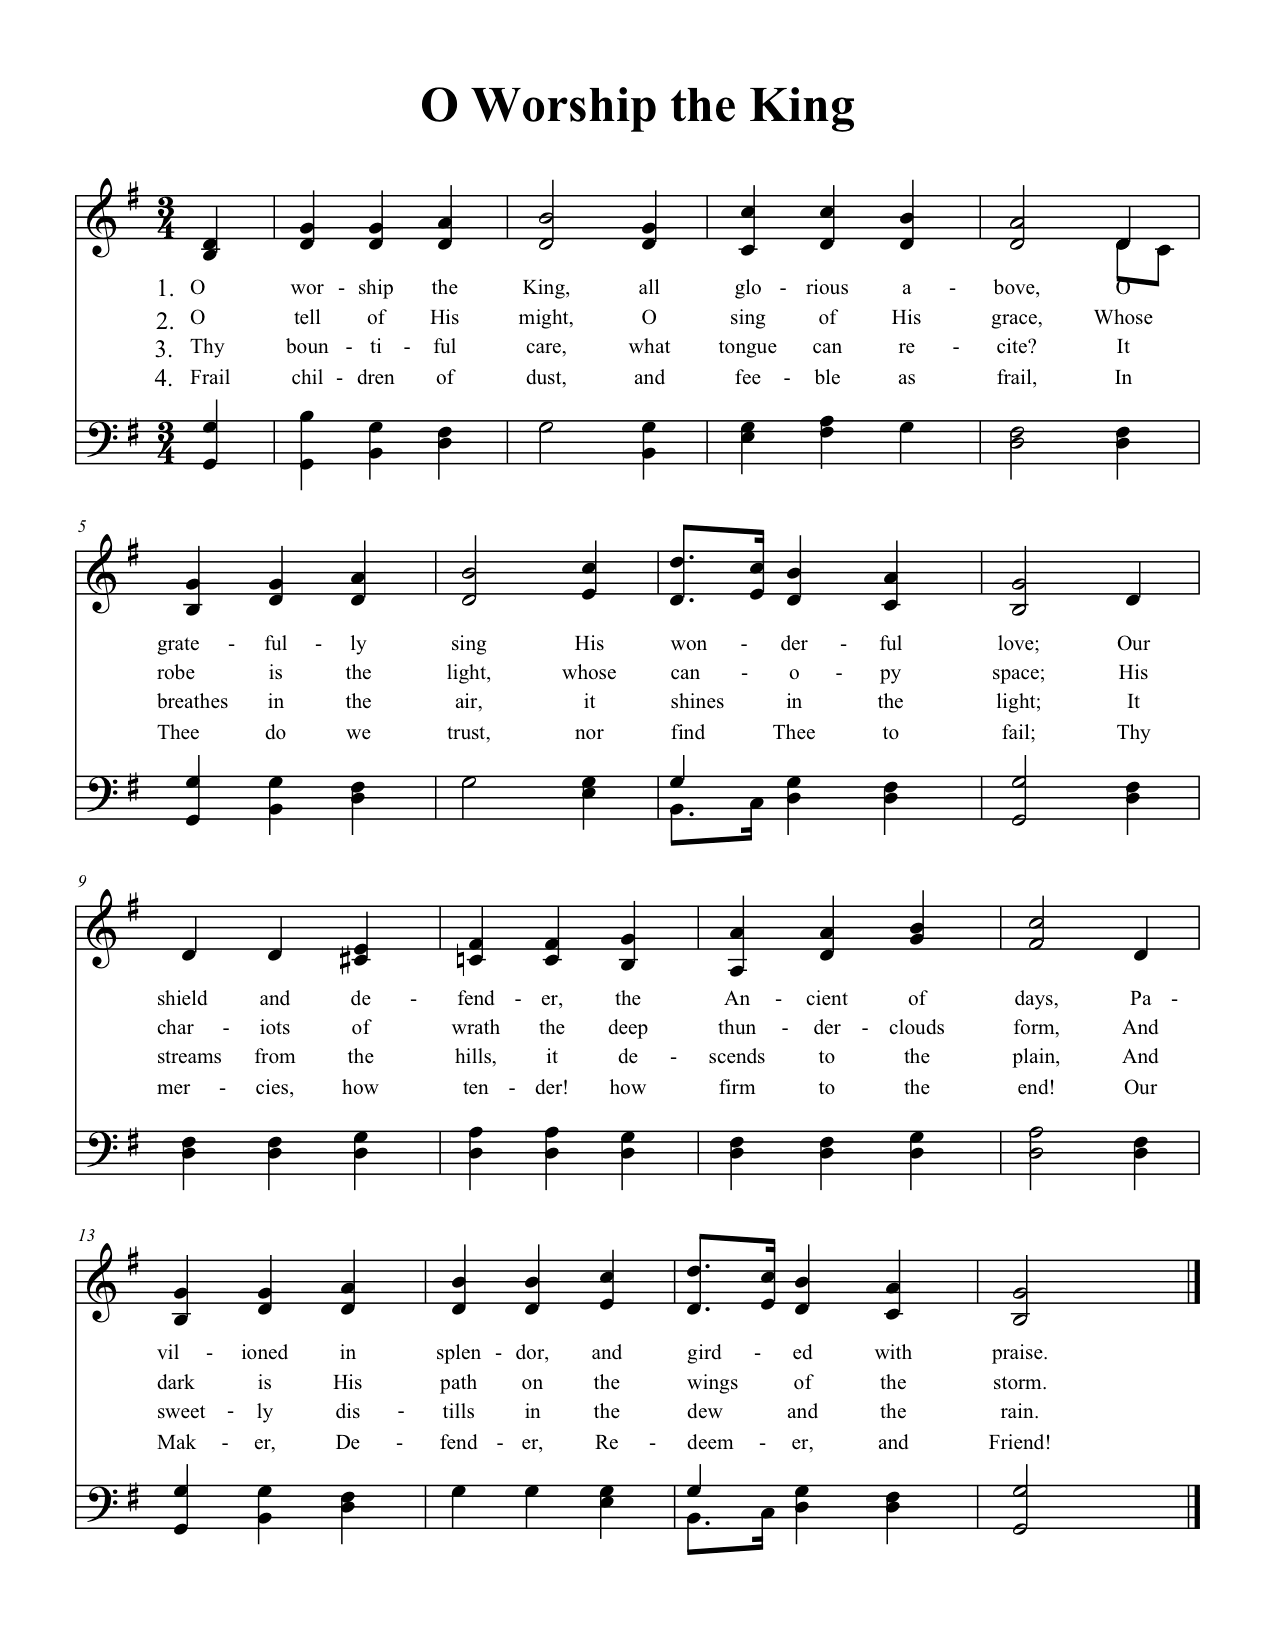 O Worship the King
3
4
1. O wor - ship the King, all glo - rious a - bove, O
2. O tell of His might, O sing of His grace, Whose
3. Thy boun - ti - ful care, what tongue can re - cite? It
4. Frail chil - dren of dust, and fee - ble as frail, In
3
4
5
grate - ful - ly sing His won - der - ful love; Our
robe is the light, whose can - o - py space; His
breathes in the air, it shines in the light; It
Thee do we trust, nor find Thee to fail; Thy
9
shield and de - fend - er, the An - cient of days, Pa -
char - iots of wrath the deep thun - der - clouds form, And
streams from the hills, it de - scends to the plain, And
mer - cies, how ten - der! how firm to the end! Our
13
vil - ioned in splen - dor, and gird - ed with praise.
dark is His path on the wings of the storm.
sweet - ly dis - tills in the dew and the rain.
Mak - er, De - fend - er, Re - deem - er, and Friend!